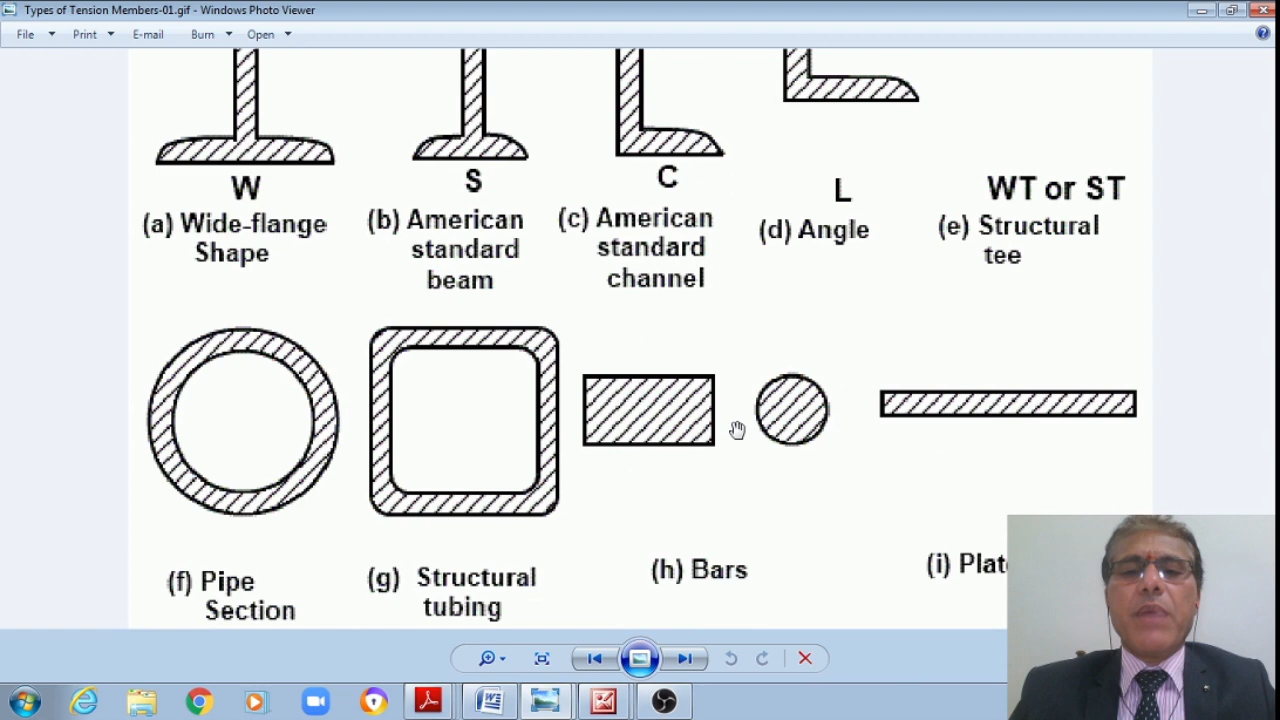 Types of Tension Members-01.gif - Windows Photo Viewer
File Print E-mail Burn Open
W
S
C
L
WT or ST
(a) Wide-flange
Shape
(b) American
standard
beam
(c) American
standard
channel
(d) Angle
(e) Structural
tee
(f) Pipe
Section
(g) Structural
tubing
(h) Bars
(i) Plat